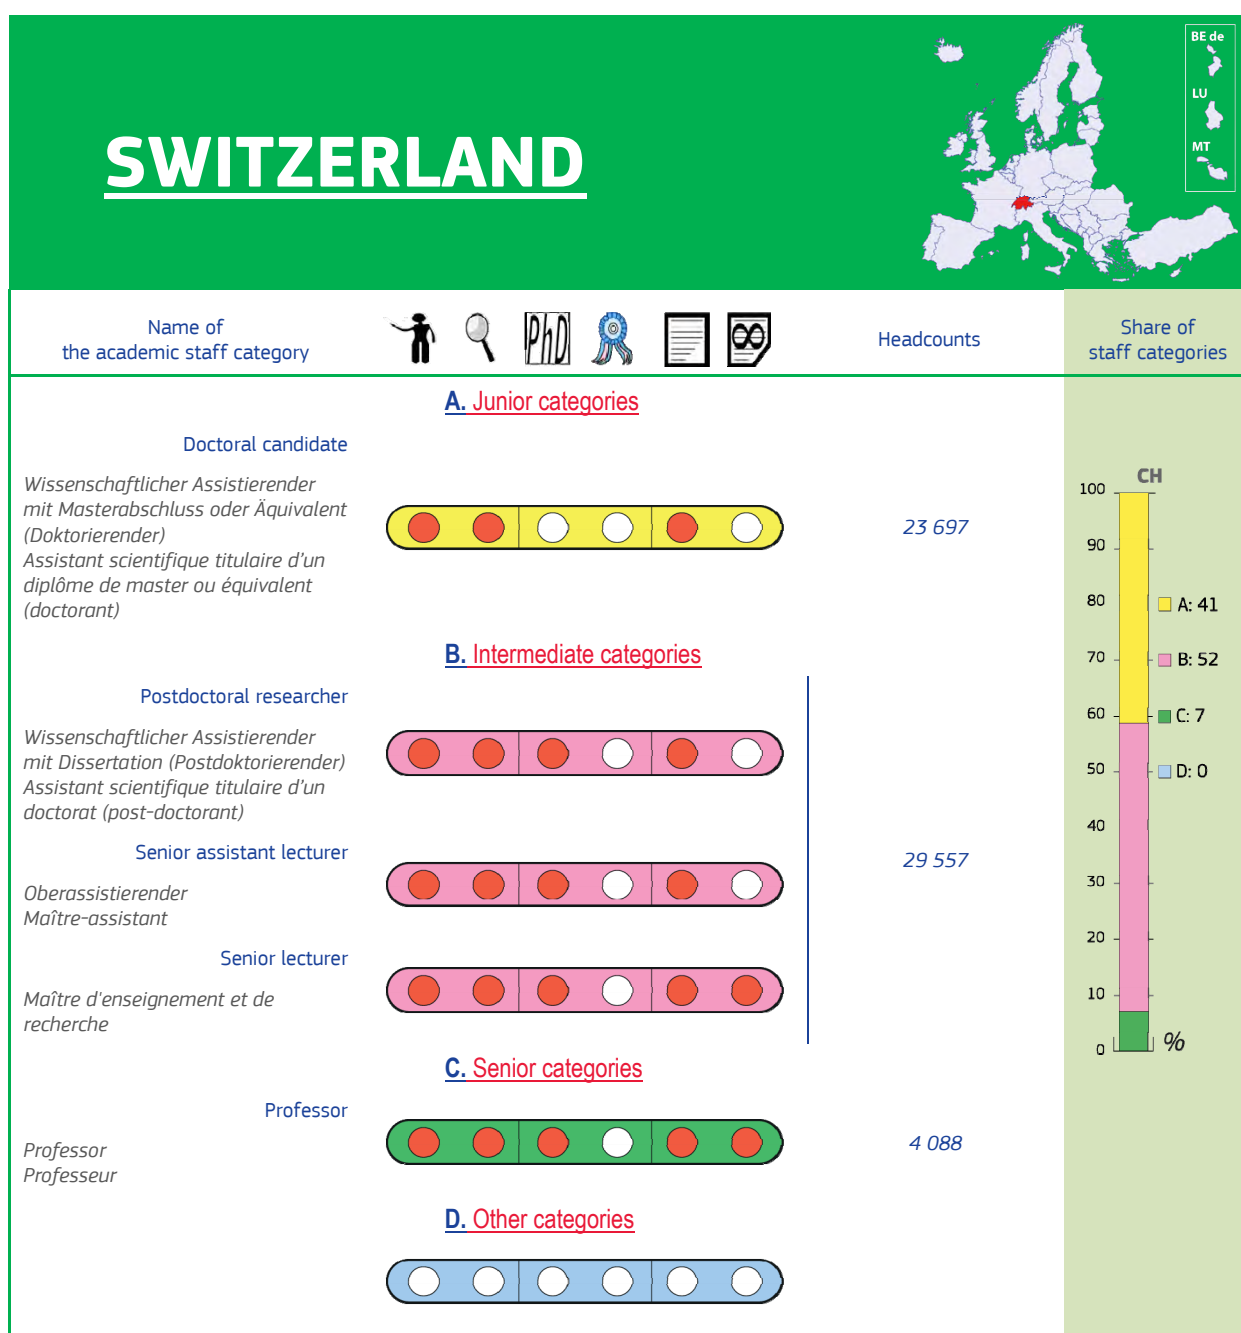 BE de
LU
MT
SWITZERLAND
Name of
the academic staff category
PhD
Headcounts
Share of
staff categories
A. Junior categories
Doctoral candidate
Wissenschaftlicher Assistierender
mit Masterabschluss oder Äquivalent
(Doktorierender)
Assistant scientifique titulaire d'un
diplôme de master ou équivalent
(doctorant)
23 697
B. Intermediate categories
Postdoctoral researcher
Wissenschaftlicher Assistierender
mit Dissertation (Postdoktorierender)
Assistant scientifique titulaire d'un
doctorat (post-doctorant)
Senior assistant lecturer
Oberassistierender
Maître-assistant
29 557
Senior lecturer
Maître d'enseignement et de
recherche
C. Senior categories
Professor
Professor
Professeur
4 088
D. Other categories
CH
100
90
80
70
60
50
40
30
20
10
0
%
A: 41
B: 52
C: 7
D: 0